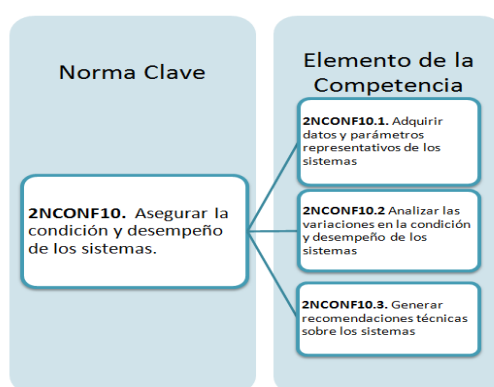 Norma Clave
Elemento de la
Competencia
2NCONF10. Asegurar la
condición y desempeño
de los sistemas.
2NCONF10.1. Adquirir
datos y parámetros
representativos de los
sistemas
2NCONF10.2 Analizar las
variaciones en la condición
y desempeño de los
sistemas
2NCONF10.3. Generar
recomendaciones técnicas
sobre los sistemas